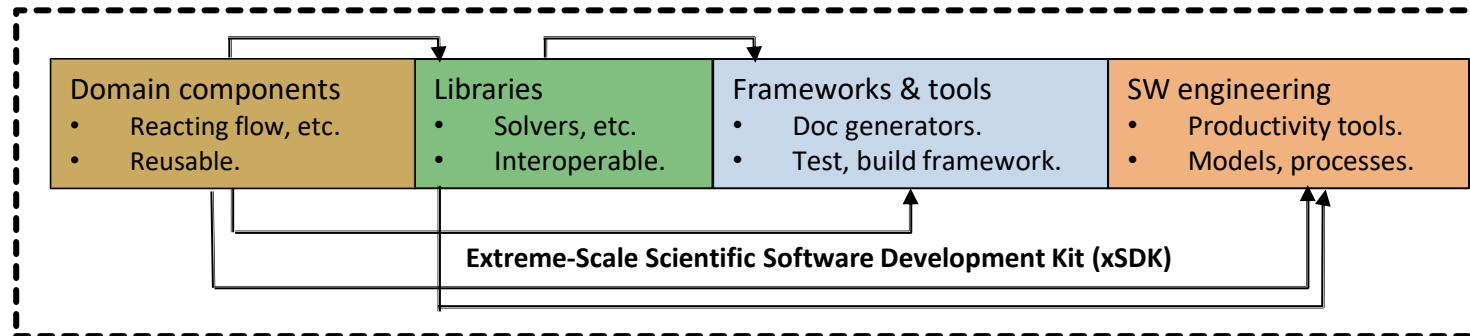 Domain components
• Reacting flow, etc.
• Reusable.
Libraries
• Solvers, etc.
• Interoperable.
Frameworks & tools
• Doc generators.
• Test, build framework.
SW engineering
• Productivity tools.
• Models, processes.
Extreme-Scale Scientific Software Development Kit (xSDK)